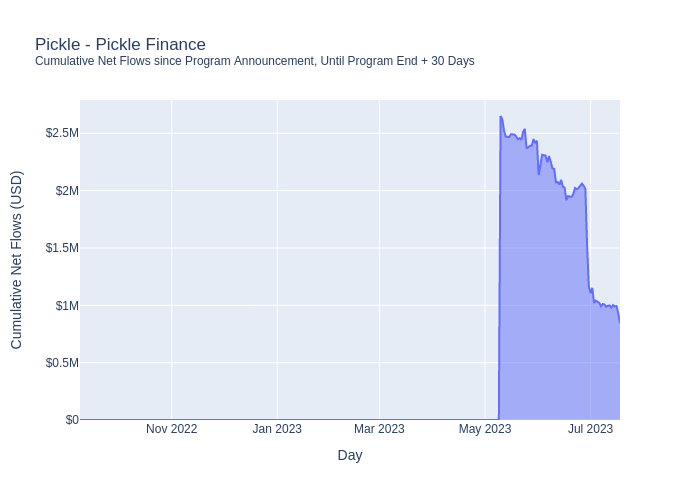 Pickle - Pickle Finance
Cumulative Net Flows since Program Announcement, Until Program End + 30 Days
Cumulative Net Flows (USD)
$2.5M
$2M
$1.5M
$1M
$0.5M
$0
Nov 2022 Jan 2023 Mar 2023 May 2023 Jul 2023
Day